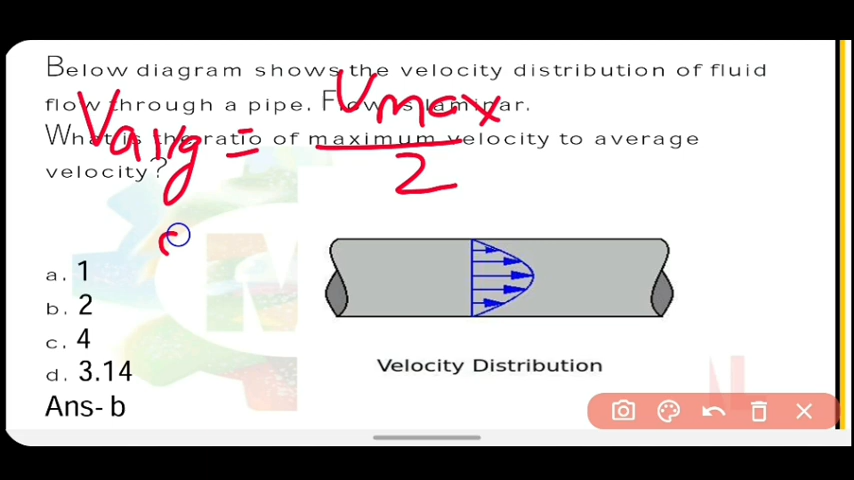 Below diagram shows the velocity distribution of fluid
flow through a pipe. Flow is laminar.
What is the ratio of maximum velocity to average
velocity?
Vavg = Vmax
2
a. 1
b. 2
c. 4
d. 3.14
Ans- b
Velocity Distribution